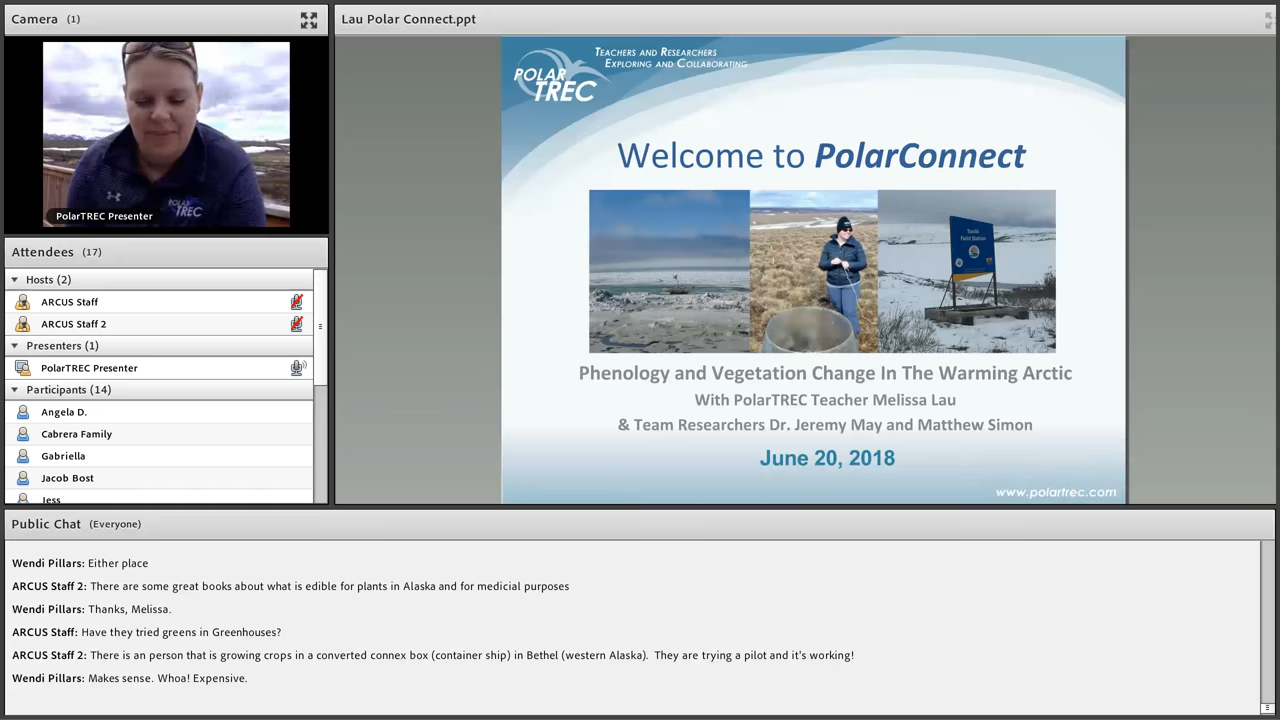 Camera (1)
POLAR
TREC
PolarTREC Presenter
Attendees (17)
Hosts (2)
ARCUS Staff
ARCUS Staff 2
Presenters (1)
PolarTREC Presenter
Participants (14)
Angela D.
Cabrera Family
Gabriella
Jacob Bost
Jess
Lau Polar Connect.ppt
TEACHERS AND RESEARCHERS
EXPLORING AND COLLABORATING
POLAR
TREC
Welcome to PolarConnect
Toolik
Field Station
Phenology and Vegetation Change In The Warming Arctic
With PolarTREC Teacher Melissa Lau
& Team Researchers Dr. Jeremy May and Matthew Simon
June 20, 2018
www.polartrec.com
Public Chat (Everyone)
Wendi Pillars: Either place
ARCUS Staff 2: There are some great books about what is edible for plants in Alaska and for medicial purposes
Wendi Pillars: Thanks, Melissa.
ARCUS Staff: Have they tried greens in Greenhouses?
ARCUS Staff 2: There is an person that is growing crops in a converted connex box (container ship) in Bethel (western Alaska). They are trying a pilot and it's working!
Wendi Pillars: Makes sense. Whoa! Expensive.